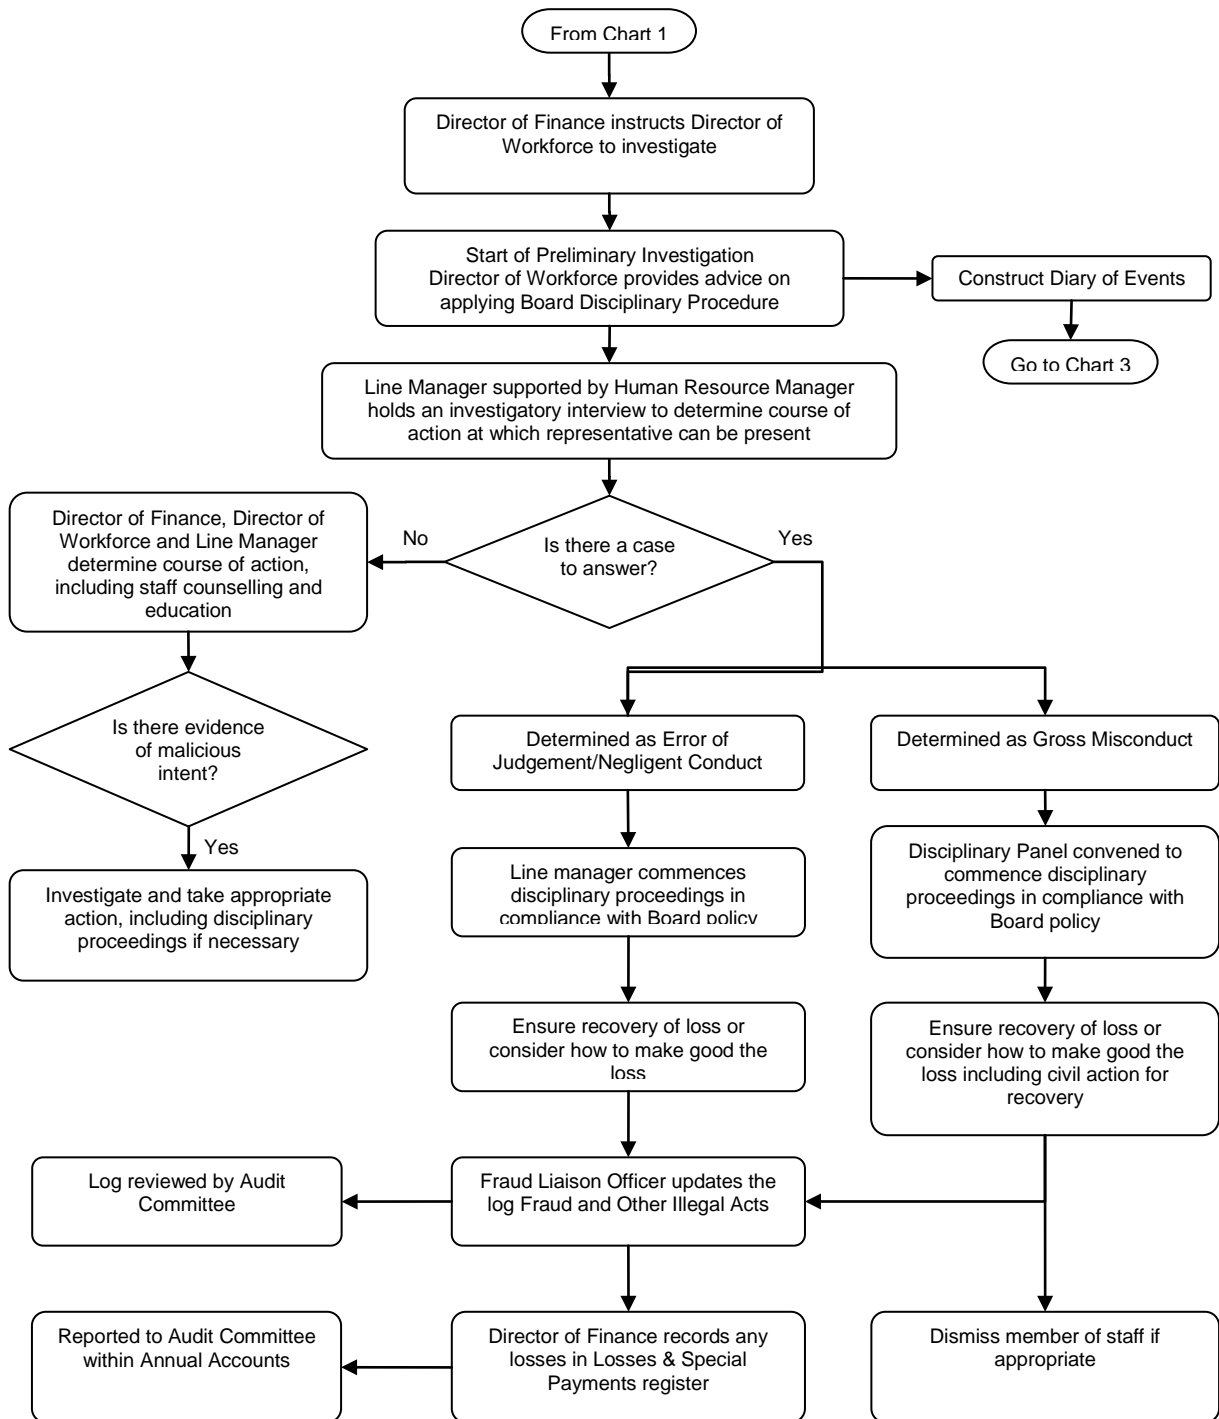 From Chart 1
Director of Finance instructs Director of
Workforce to investigate
Start of Preliminary Investigation
Director of Workforce provides advice on
applying Board Disciplinary Procedure
Construct Diary of Events
Go to Chart 3
Line Manager supported by Human Resource Manager
holds an investigatory interview to determine course of
action at which representative can be present
Director of Finance, Director of
Workforce and Line Manager
determine course of action,
including staff counselling and
education
No
Is there a case
to answer?
Yes
Is there evidence
of malicious
intent?
Yes
Investigate and take appropriate
action, including disciplinary
proceedings if necessary
Determined as Error of
Judgement/Negligent Conduct
Determined as Gross Misconduct
Line manager commences
disciplinary proceedings in
compliance with Board policy
Disciplinary Panel convened to
commence disciplinary
proceedings in compliance with
Board policy
Ensure recovery of loss or
consider how to make good the
loss
Ensure recovery of loss or
consider how to make good the
loss including civil action for
recovery
Log reviewed by Audit
Committee
Fraud Liaison Officer updates the
log Fraud and Other Illegal Acts
Reported to Audit Committee
within Annual Accounts
Director of Finance records any
losses in Losses & Special
Payments register
Dismiss member of staff if
appropriate